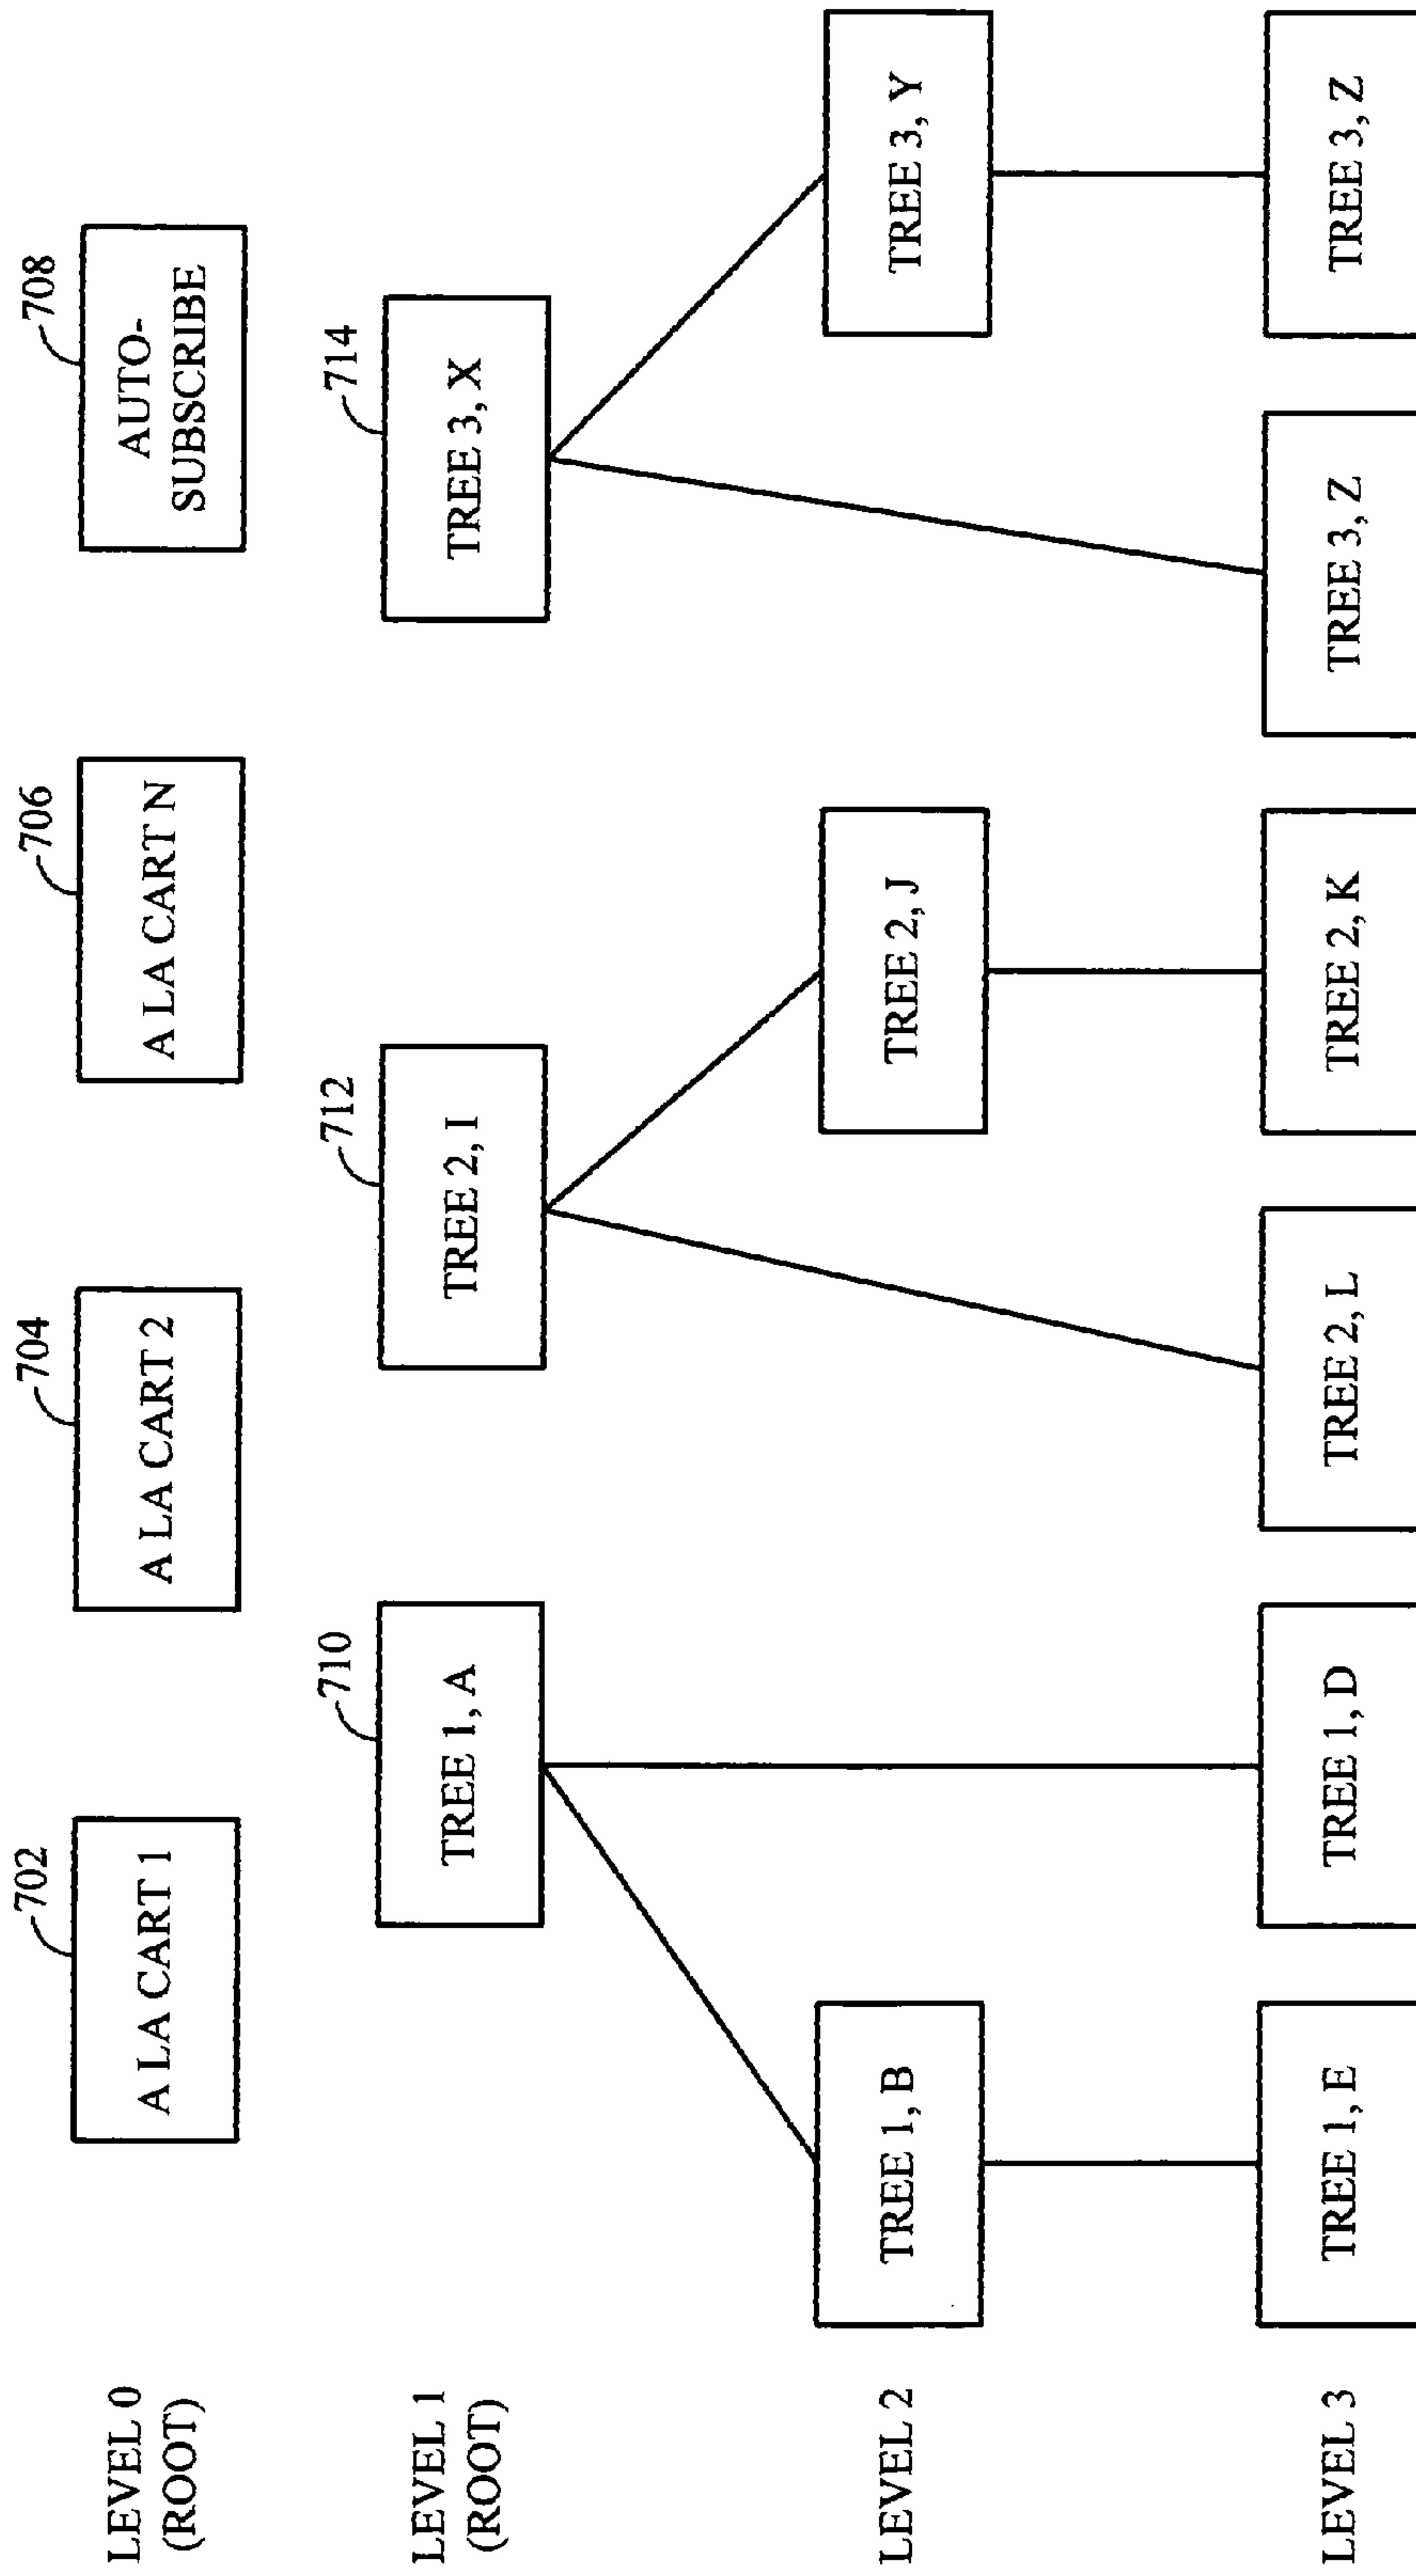 702
704
706
708
LEVEL 0
(ROOT)
A LA CART 1
A LA CART 2
A LA CART N
AUTO-
SUBSCRIBE
710
712
714
LEVEL 1
(ROOT)
TREE 1, A
TREE 2, I
TREE 3, X
LEVEL 2
TREE 1, B
TREE 2, J
TREE 3, Y
LEVEL 3
TREE 1, E
TREE 1, D
TREE 2, L
TREE 2, K
TREE 3, Z
TREE 3, Z